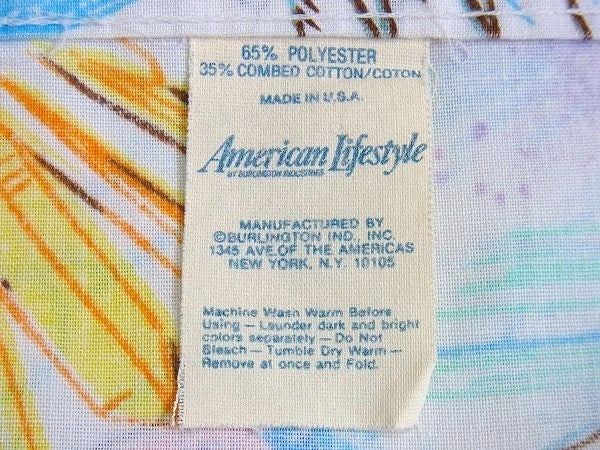 65% POLYESTER
35% COMBED COTTON/COTON
MADE IN U.S.A.
American Lifestyle
BY BURLINGTON INDUSTRIES
MANUFACTURED BY
©BURLINGTON IND. INC.
1345 AVE. OF THE AMERICAS
NEW YORK, N.Y. 10105
Machine Wash Warm Before
Using — Launder dark and bright
colors separately — Do Not
Bleach — Tumble Dry Warm —
Remove at once and Fold.